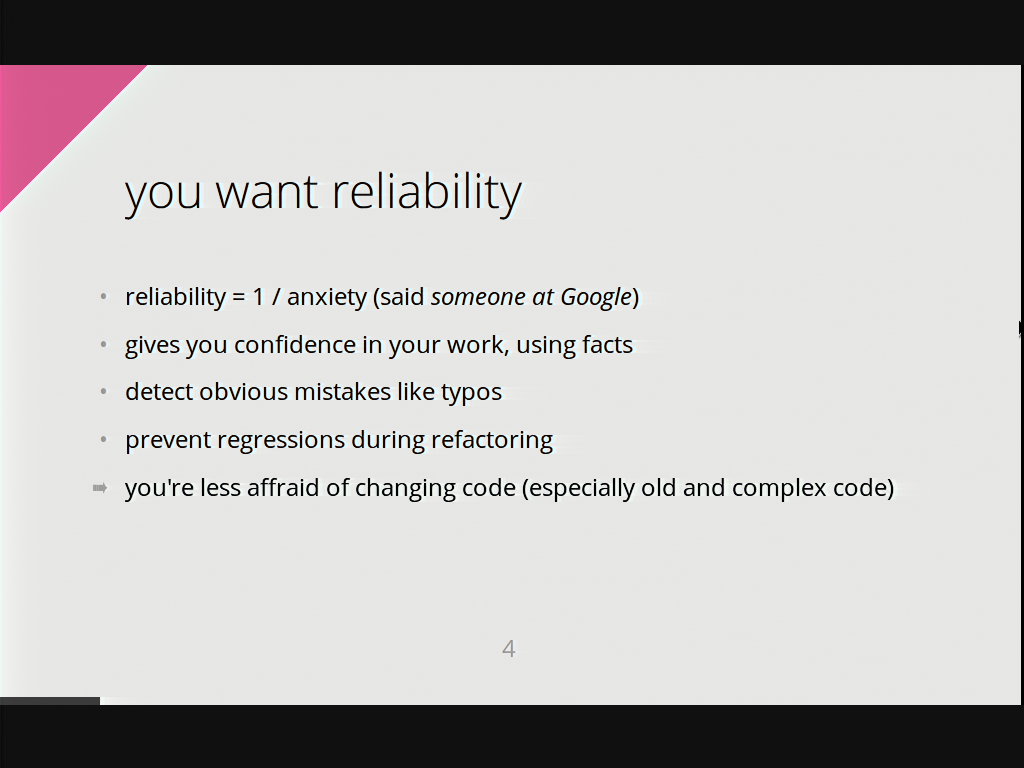 you want reliability
• reliability = 1 / anxiety (said someone at Google)
• gives you confidence in your work, using facts
• detect obvious mistakes like typos
• prevent regressions during refactoring
➠ you're less affraid of changing code (especially old and complex code)
4